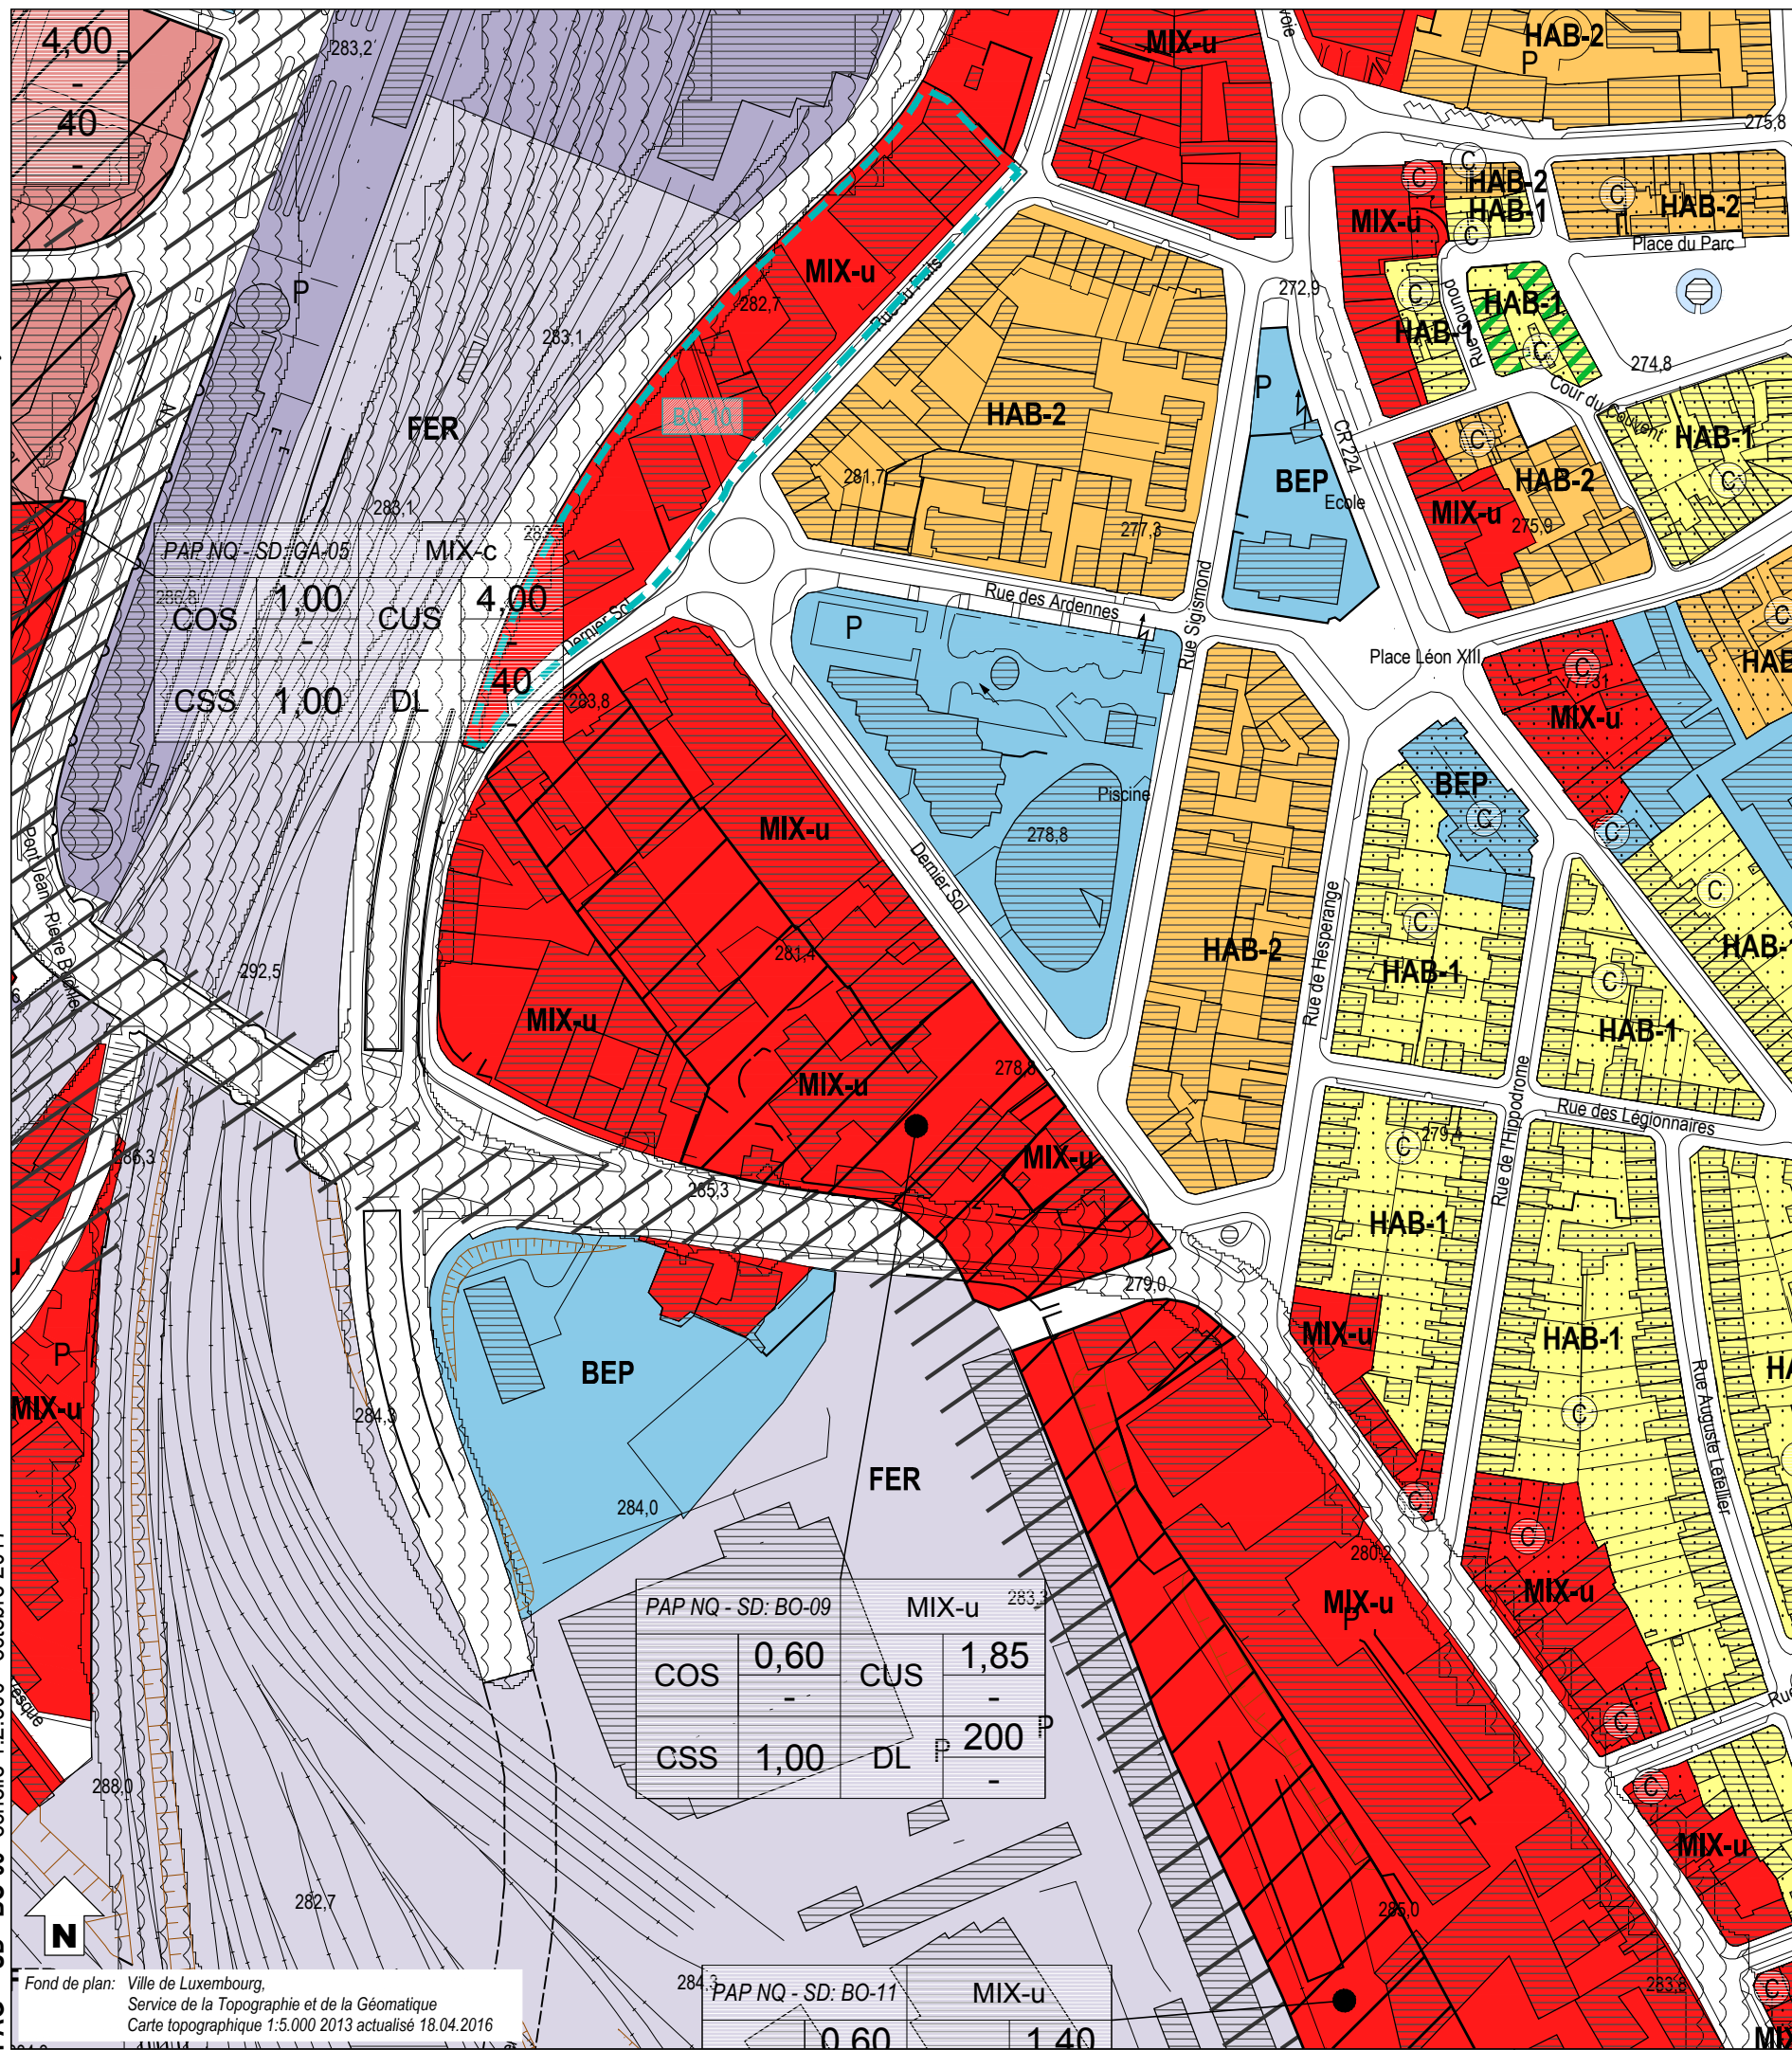 4,00
P
-
40
-
283,2
MIX-u
HAB-2
P
275,8
HAB-2
HAB-1
HAB-2
MIX-u
Place du Parc
MIX-u
Rue du Puits
282,7
283,1
272,9
HAB-1
HAB-1
Rue Gounod
274,8
Cour du Couvent
P
FER
BO-10
HAB-2
P
BEP
Ecole
CR 224
HAB-1
HAB-2
MIX-u
275,9
281,7
277,3
283,1
PAP NQ - SD: GA-05
MIX-c
COS
1,00
-
CUS
4,00
-
CSS
1,00
DL
40
-
286,8
Dernier Sol
Rue des Ardennes
Rue Sigismond
P
Place Léon XIII
MIX-u
283,8
MIX-u
Piscine
278,8
Dernier Sol
BEP
Pont Jean - Pierre Buchler
292,5
281,4
HAB-2
Rue de Hesperange
HAB-1
HAB-1
MIX-u
MIX-u
278,8
MIX-u
Rue des Légionnaires
Rue de l'Hippodrome
279,4
286,3
285,3
HAB-1
279,0
MIX-u
HAB-1
P
MIX-u
BEP
284,3
Rue Auguste Letellier
FER
284,0
280,2
MIX-u
P
MIX-u
PAP NQ - SD: BO-09
MIX-u
COS
0,60
-
CUS
1,85
-
CSS
1,00
DL
200
-
P
P
288,0
282,7
MIX-u
285,0
283,8
284,3
PAP NQ - SD: BO-11
MIX-u
0,60
1,40
N
Fond de plan: Ville de Luxembourg,
Service de la Topographie et de la Géomatique
Carte topographique 1:5.000 2013 actualisé 18.04.2016